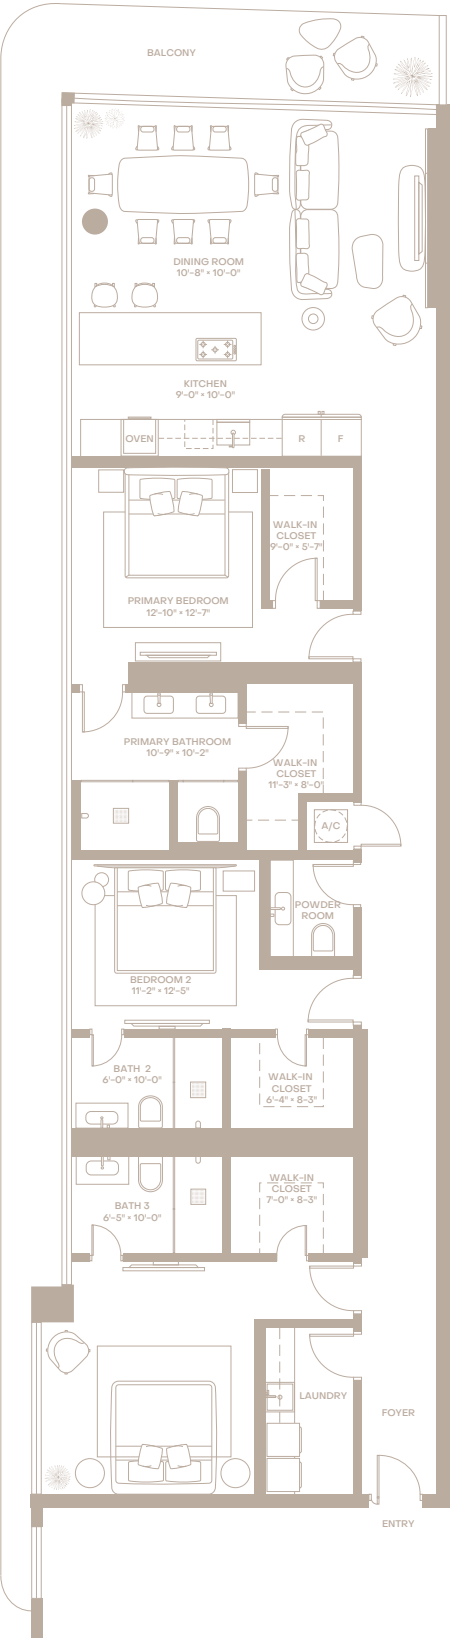 BALCONY
DINING ROOM
10'-8" × 10'-0"
KITCHEN
9'-0" × 10'-0"
OVEN
R
F
WALK-IN
CLOSET
9'-0" × 5'-7"
PRIMARY BEDROOM
12'-10" × 12'-7"
PRIMARY BATHROOM
10'-9" × 10'-2"
WALK-IN
CLOSET
11'-3" × 8'-0"
A/C
POWDER
ROOM
BEDROOM 2
11'-2" × 12'-5"
BATH 2
6'-0" × 10'-0"
WALK-IN
CLOSET
6'-4" × 8-3"
WALK-IN
CLOSET
7'-0" × 8-3"
BATH 3
6'-5" × 10'-0"
LAUNDRY
FOYER
ENTRY